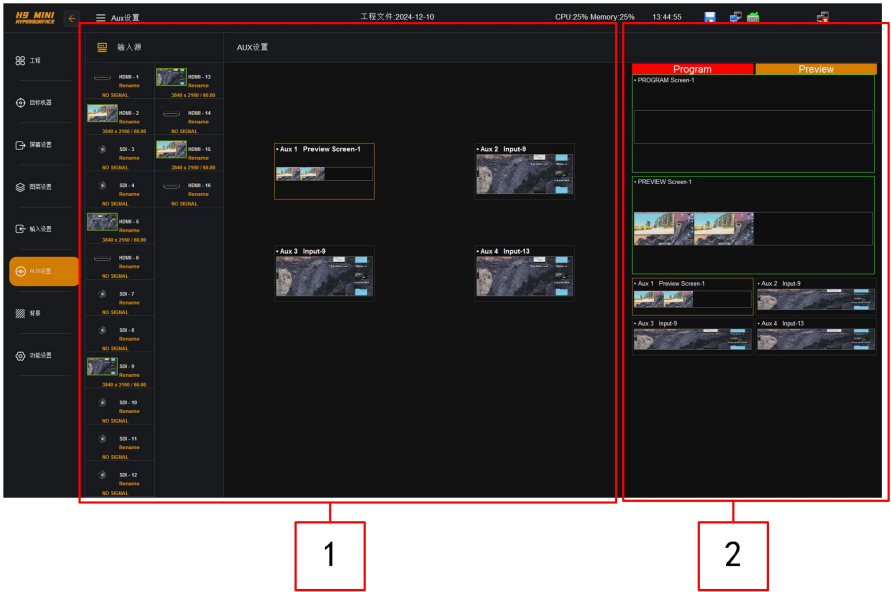 H9 MINI
HYPERSURFACE
Aux设置
工程文件:2024-12-10
CPU:25% Memory:25%
13:44:55
工程
目标机器
屏幕设置
图层设置
输入设置
AUX设置
背景
功能设置
输入源
HDMI - 1
Rename
NO SIGNAL
HDMI - 2
Rename
3840 x 2160 / 60.00
SDI - 3
Rename
NO SIGNAL
SDI - 4
Rename
NO SIGNAL
HDMI - 5
Rename
3840 x 2160 / 60.00
HDMI - 6
Rename
NO SIGNAL
SDI - 7
Rename
NO SIGNAL
SDI - 8
Rename
NO SIGNAL
SDI - 9
Rename
3840 x 2160 / 60.00
SDI - 10
Rename
NO SIGNAL
SDI - 11
Rename
NO SIGNAL
SDI - 12
Rename
NO SIGNAL
HDMI - 13
Rename
3840 x 2160 / 60.00
HDMI - 14
Rename
NO SIGNAL
HDMI - 15
Rename
3840 x 2160 / 60.00
HDMI - 16
Rename
NO SIGNAL
AUX设置
• Aux 1 Preview Screen-1
• Aux 2 Input-9
• Aux 3 Input-9
• Aux 4 Input-13
Program
Preview
• PROGRAM Screen-1
• PREVIEW Screen-1
• Aux 1 Preview Screen-1
• Aux 2 Input-9
• Aux 3 Input-9
• Aux 4 Input-13
1
2